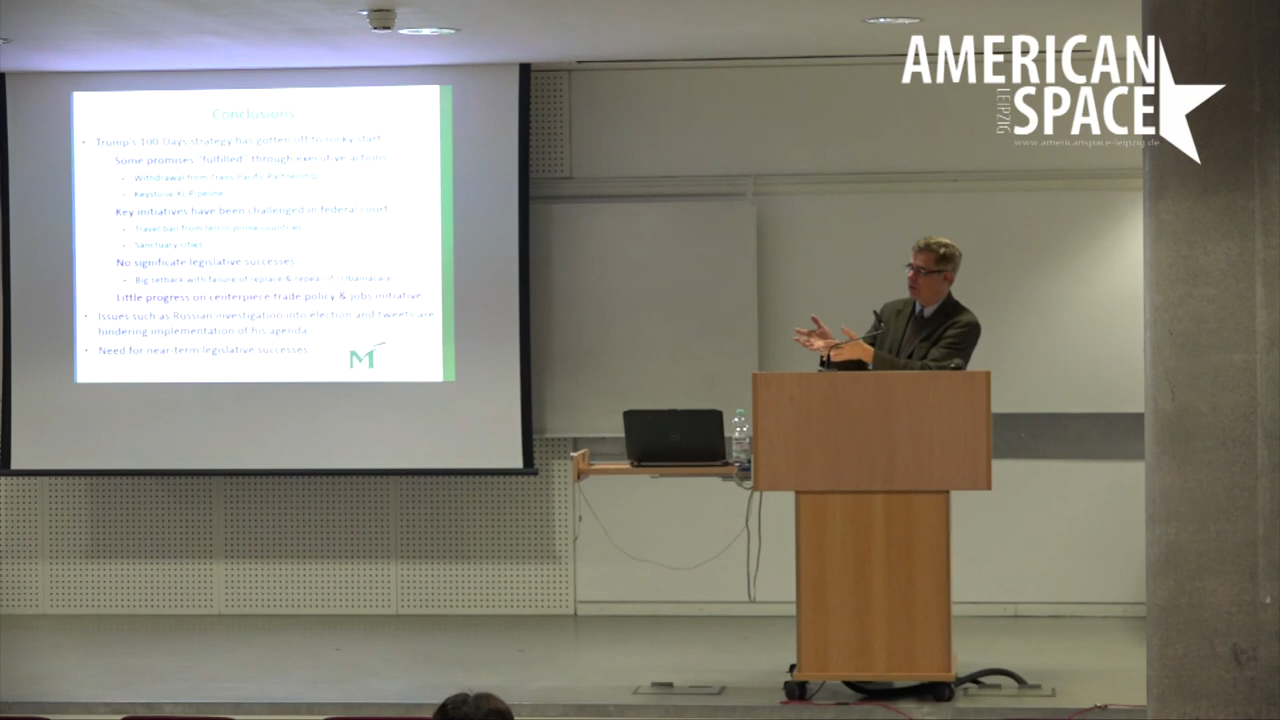 AMERICAN
LEIPZIG
SPACE
www.americanspace-leipzig.de
Conclusions
• Trump's 100 Days strategy has gotten off to rocky start
Some promises "fulfilled" through executive actions
- Withdrawal from Trans Pacific Partnership
- Keystone XL Pipeline
Key initiatives have been challenged in federal court
- Travel ban from terror prone countries
- Sanctuary cities
No significate legislative successes
- Big setback with failure of replace & repeal of Obamacare
Little progress on centerpiece trade policy & jobs initiative
• Issues such as Russian investigation into election and tweets are
hindering implementation of his agenda
• Need for near-term legislative successes
M